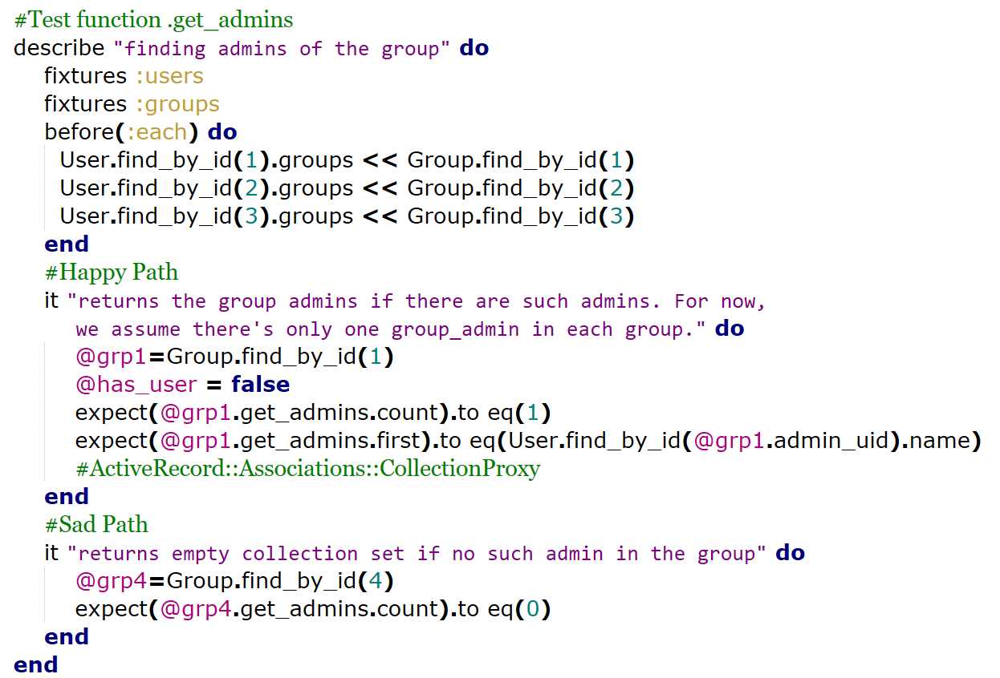 #Test function .get_admins
describe "finding admins of the group" do
fixtures :users
fixtures :groups
before(:each) do
User.find_by_id(1).groups << Group.find_by_id(1)
User.find_by_id(2).groups << Group.find_by_id(2)
User.find_by_id(3).groups << Group.find_by_id(3)
end
#Happy Path
it "returns the group admins if there are such admins. For now,
we assume there's only one group_admin in each group." do
@grp1=Group.find_by_id(1)
@has_user = false
expect(@grp1.get_admins.count).to eq(1)
expect(@grp1.get_admins.first).to eq(User.find_by_id(@grp1.admin_uid).name)
#ActiveRecord::Associations::CollectionProxy
end
#Sad Path
it "returns empty collection set if no such admin in the group" do
@grp4=Group.find_by_id(4)
expect(@grp4.get_admins.count).to eq(0)
end
end